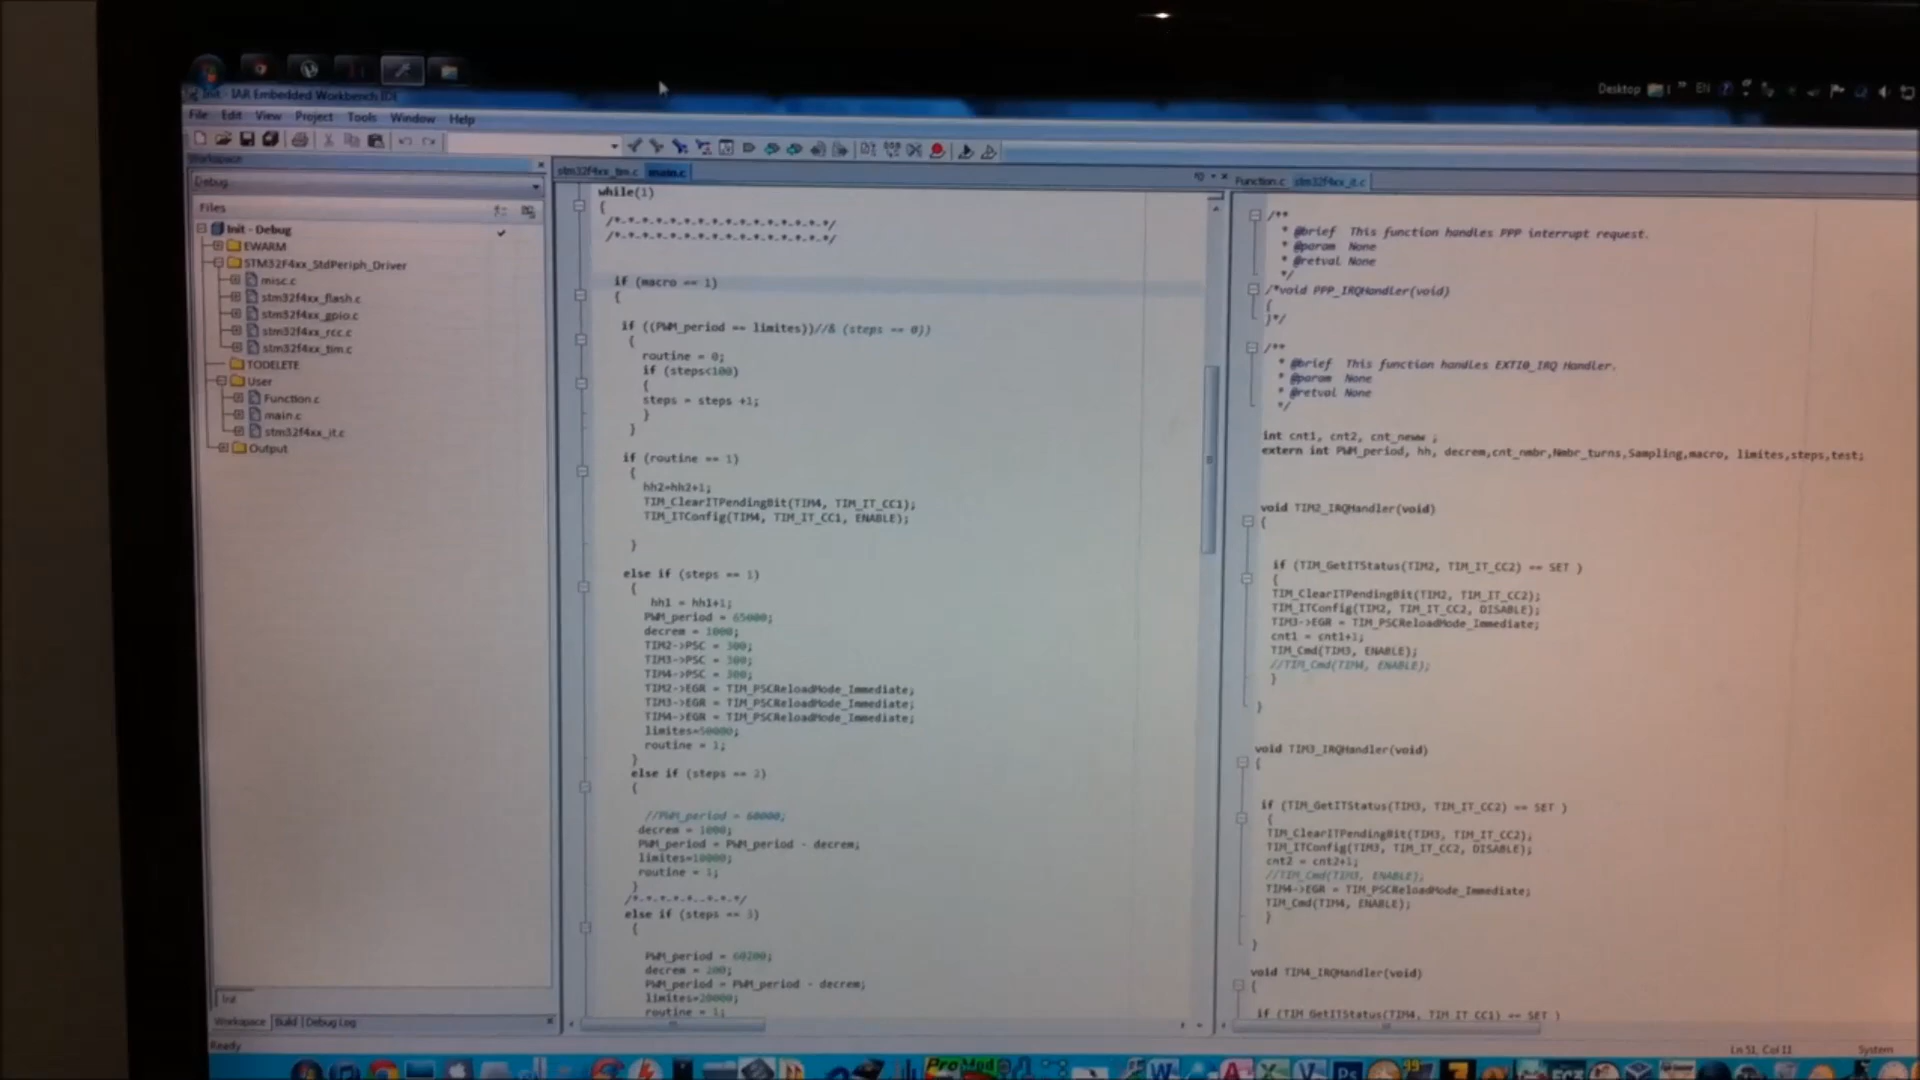 Desktop
EN
Init - IAR Embedded Workbench IDE
File Edit View Project Tools Window Help
Workspace
Debug
Files
Init - Debug
EWARM
STM32F4xx_StdPeriph_Driver
misc.c
stm32f4xx_flash.c
stm32f4xx_gpio.c
stm32f4xx_rcc.c
stm32f4xx_tim.c
TODELETE
User
Function.c
main.c
stm32f4xx_it.c
Output
Init
Workspace Build Debug Log
Ready
stm32f4xx_tim.c main.c
while(1)
{
/*-*-*-*-*-*-*-*-*-*-*-*-*-*-*-*/
/*-*-*-*-*-*-*-*-*-*-*-*-*-*-*-*/
if (macro == 1)
{
if ((PWM_period == limites))//& (steps == 0))
{
routine = 0;
if (steps<100)
{
steps = steps +1;
}
}
if (routine == 1)
{
hh2=hh2+1;
TIM_ClearITPendingBit(TIM4, TIM_IT_CC1);
TIM_ITConfig(TIM4, TIM_IT_CC1, ENABLE);
}
else if (steps == 1)
{
hh1 = hh1+1;
PWM_period = 65000;
decrem = 1000;
TIM2->PSC = 300;
TIM3->PSC = 300;
TIM4->PSC = 300;
TIM2->EGR = TIM_PSCReloadMode_Immediate;
TIM3->EGR = TIM_PSCReloadMode_Immediate;
TIM4->EGR = TIM_PSCReloadMode_Immediate;
limites=50000;
routine = 1;
}
else if (steps == 2)
{
//PWM_period = 60000;
decrem = 1000;
PWM_period = PWM_period - decrem;
limites=10000;
routine = 1;
}
/*-*-*-*-*--*-*-*/
else if (steps == 3)
{
PWM_period = 60200;
decrem = 200;
PWM_period = PWM_period - decrem;
limites=20000;
routine = 1;
Function.c stm32f4xx_it.c
/**
* @brief This function handles PPP interrupt request.
* @param None
* @retval None
*/
/*void PPP_IRQHandler(void)
{
}*/
/**
* @brief This function handles EXTI0_IRQ Handler.
* @param None
* @retval None
*/
int cnt1, cnt2, cnt_neww ;
extern int PWM_period, hh, decrem,cnt_nmbr,Nmbr_turns,Sampling,macro, limites,steps,test;
void TIM2_IRQHandler(void)
{
if (TIM_GetITStatus(TIM2, TIM_IT_CC2) == SET )
{
TIM_ClearITPendingBit(TIM2, TIM_IT_CC2);
TIM_ITConfig(TIM2, TIM_IT_CC2, DISABLE);
TIM3->EGR = TIM_PSCReloadMode_Immediate;
cnt1 = cnt1+1;
TIM_Cmd(TIM3, ENABLE);
//TIM_Cmd(TIM4, ENABLE);
}
}
void TIM3_IRQHandler(void)
{
if (TIM_GetITStatus(TIM3, TIM_IT_CC2) == SET )
{
TIM_ClearITPendingBit(TIM3, TIM_IT_CC2);
TIM_ITConfig(TIM3, TIM_IT_CC2, DISABLE);
cnt2 = cnt2+1;
//TIM_Cmd(TIM3, ENABLE);
TIM4->EGR = TIM_PSCReloadMode_Immediate;
TIM_Cmd(TIM4, ENABLE);
}
}
void TIM4_IRQHandler(void)
{
if (TIM_GetITStatus(TIM4, TIM_IT_CC1) == SET )
Ln 51, Col 11 System
ProMod